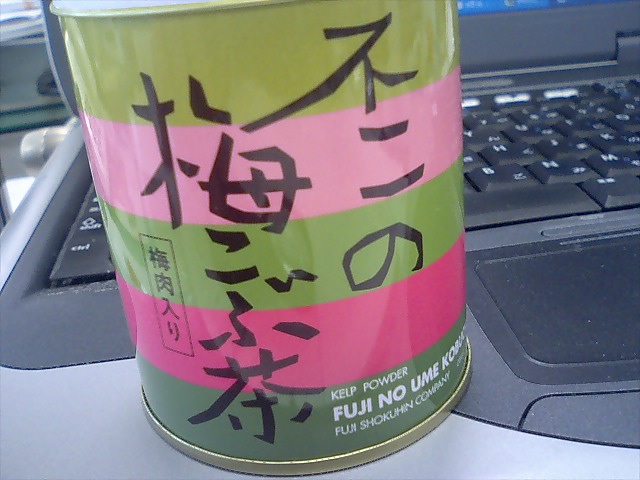 不二の
梅こぶ茶
梅肉入り
KELP POWDER
FUJI NO UME KOBU
FUJI SHOKUHIN COMPANY
ctrl